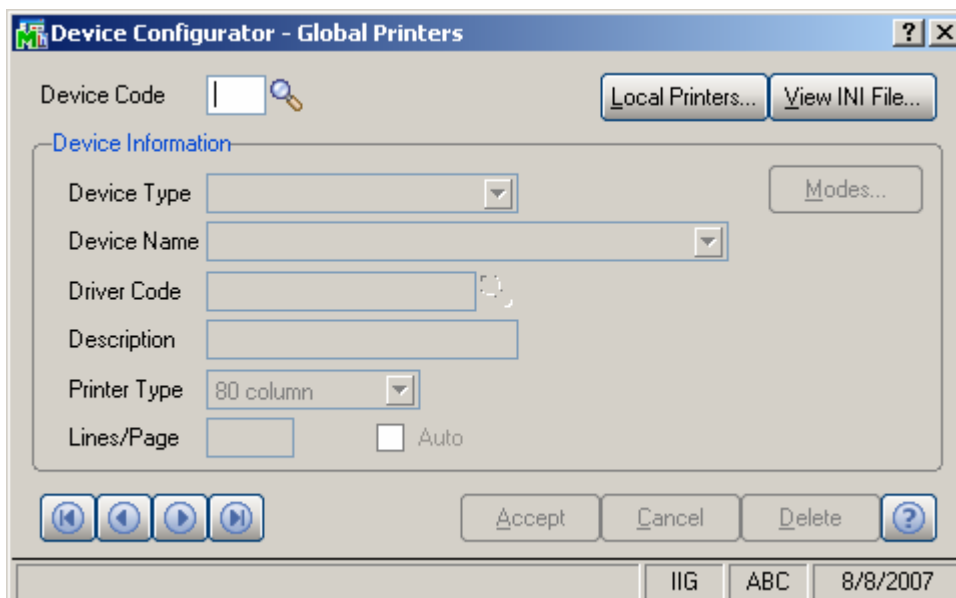 Device Configurator - Global Printers
Device Code Local Printers... View INI File...
Device Information
Device Type Modes...
Device Name
Driver Code
Description
Printer Type 80 column
Lines/Page Auto
Accept Cancel Delete ?
IIG ABC 8/8/2007